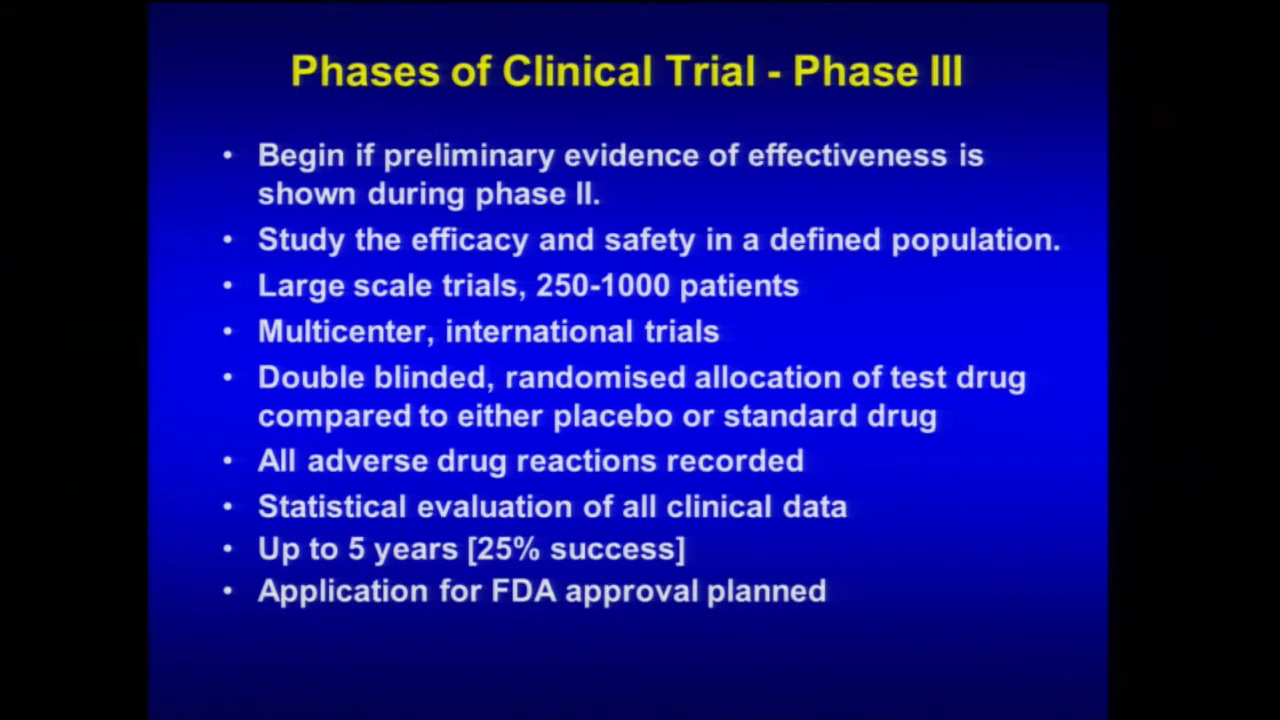 Phases of Clinical Trial - Phase III
• Begin if preliminary evidence of effectiveness is
shown during phase II.
• Study the efficacy and safety in a defined population.
• Large scale trials, 250-1000 patients
• Multicenter, international trials
• Double blinded, randomised allocation of test drug
compared to either placebo or standard drug
• All adverse drug reactions recorded
• Statistical evaluation of all clinical data
• Up to 5 years [25% success]
• Application for FDA approval planned